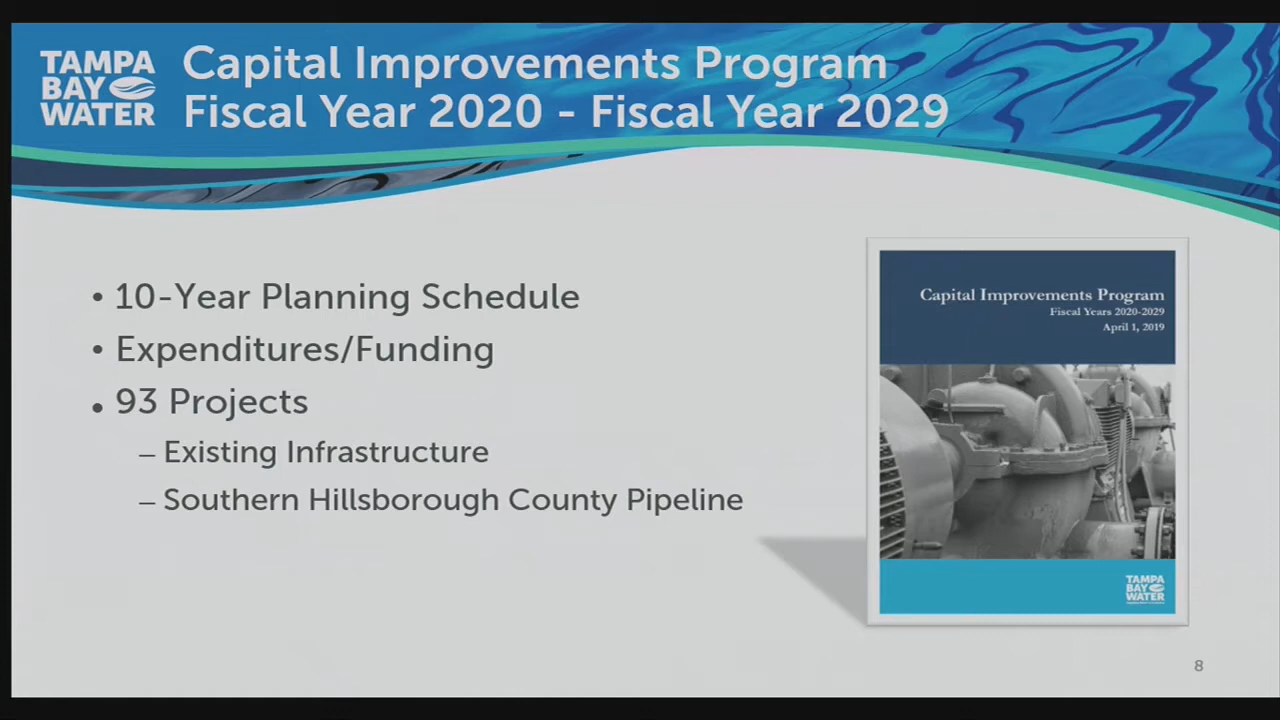 TAMPA
BAY
WATER
Capital Improvements Program
Fiscal Year 2020 - Fiscal Year 2029
• 10-Year Planning Schedule
• Expenditures/Funding
• 93 Projects
– Existing Infrastructure
– Southern Hillsborough County Pipeline
Capital Improvements Program
Fiscal Years 2020-2029
April 1, 2019
TAMPA
BAY
WATER
8